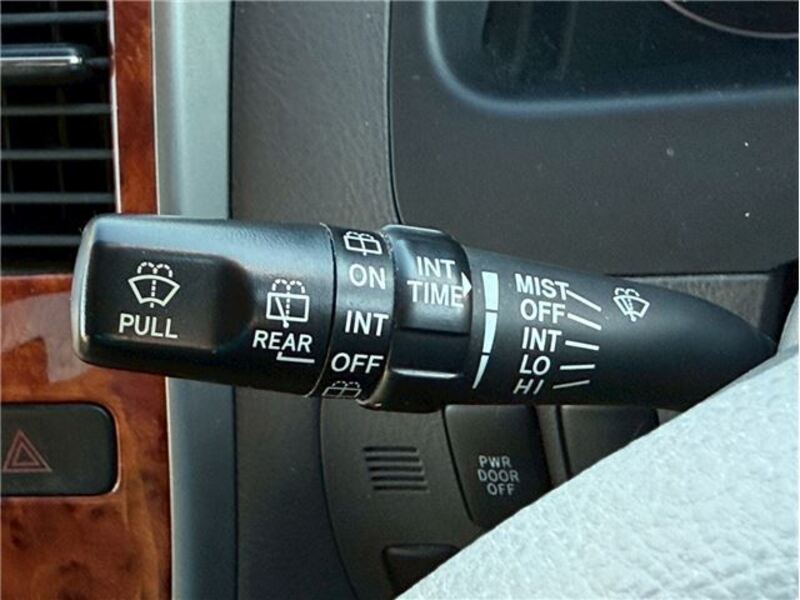 PULL
REAR
ON
INT
OFF
INT
TIME
MIST
OFF
INT
LO
HI
PWR
DOOR
OFF